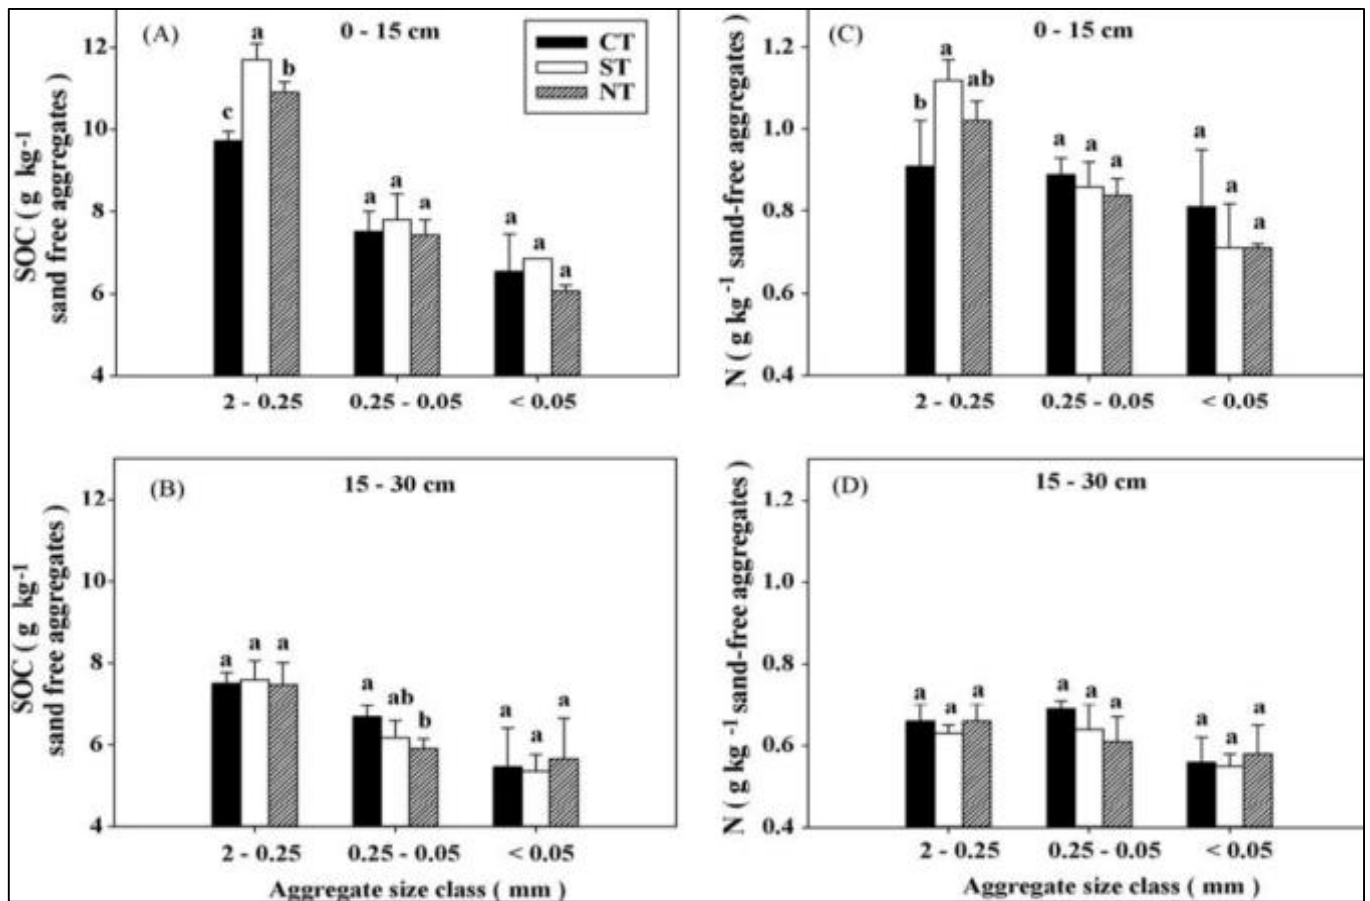 (A)
0 - 15 cm
CT
ST
NT
SOC ( g kg-1
sand free aggregates)
12
10
8
6
4
a
b
c
a
a
a
a
a
a
2 - 0.25
0.25 - 0.05
< 0.05
(C)
0 - 15 cm
N ( g kg-1 sand-free aggregates )
1.2
1.0
0.8
0.6
0.4
a
ab
b
a
a
a
a
a
a
2 - 0.25
0.25 - 0.05
< 0.05
(B)
15 - 30 cm
SOC ( g kg-1
sand free aggregates)
12
10
8
6
4
a
a
a
a
ab
b
a
a
a
2 - 0.25
0.25 - 0.05
< 0.05
Aggregate size class ( mm )
(D)
15 - 30 cm
N ( g kg -1 sand-free aggregates )
1.2
1.0
0.8
0.6
0.4
a
a
a
a
a
a
a
a
a
2 - 0.25
0.25 - 0.05
< 0.05
Aggregate size class ( mm )